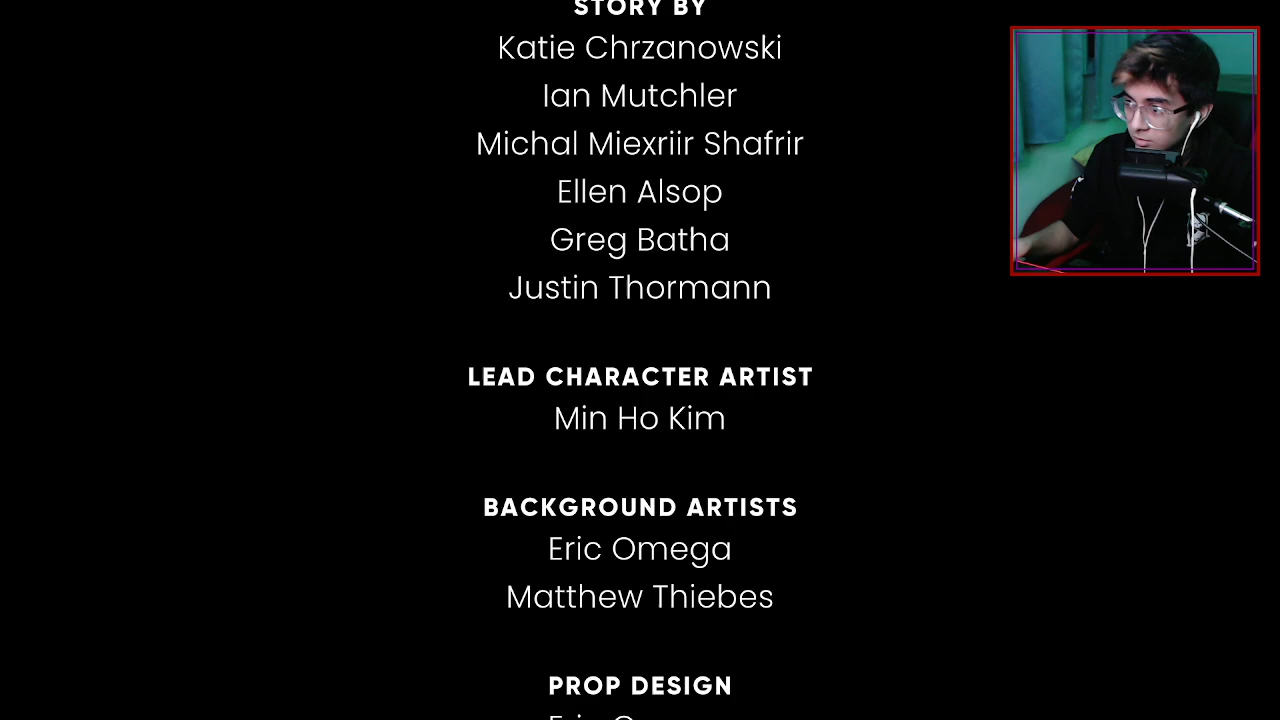 STORY BY
Katie Chrzanowski
Ian Mutchler
Michal Miexriir Shafrir
Ellen Alsop
Greg Batha
Justin Thormann
LEAD CHARACTER ARTIST
Min Ho Kim
BACKGROUND ARTISTS
Eric Omega
Matthew Thiebes
PROP DESIGN